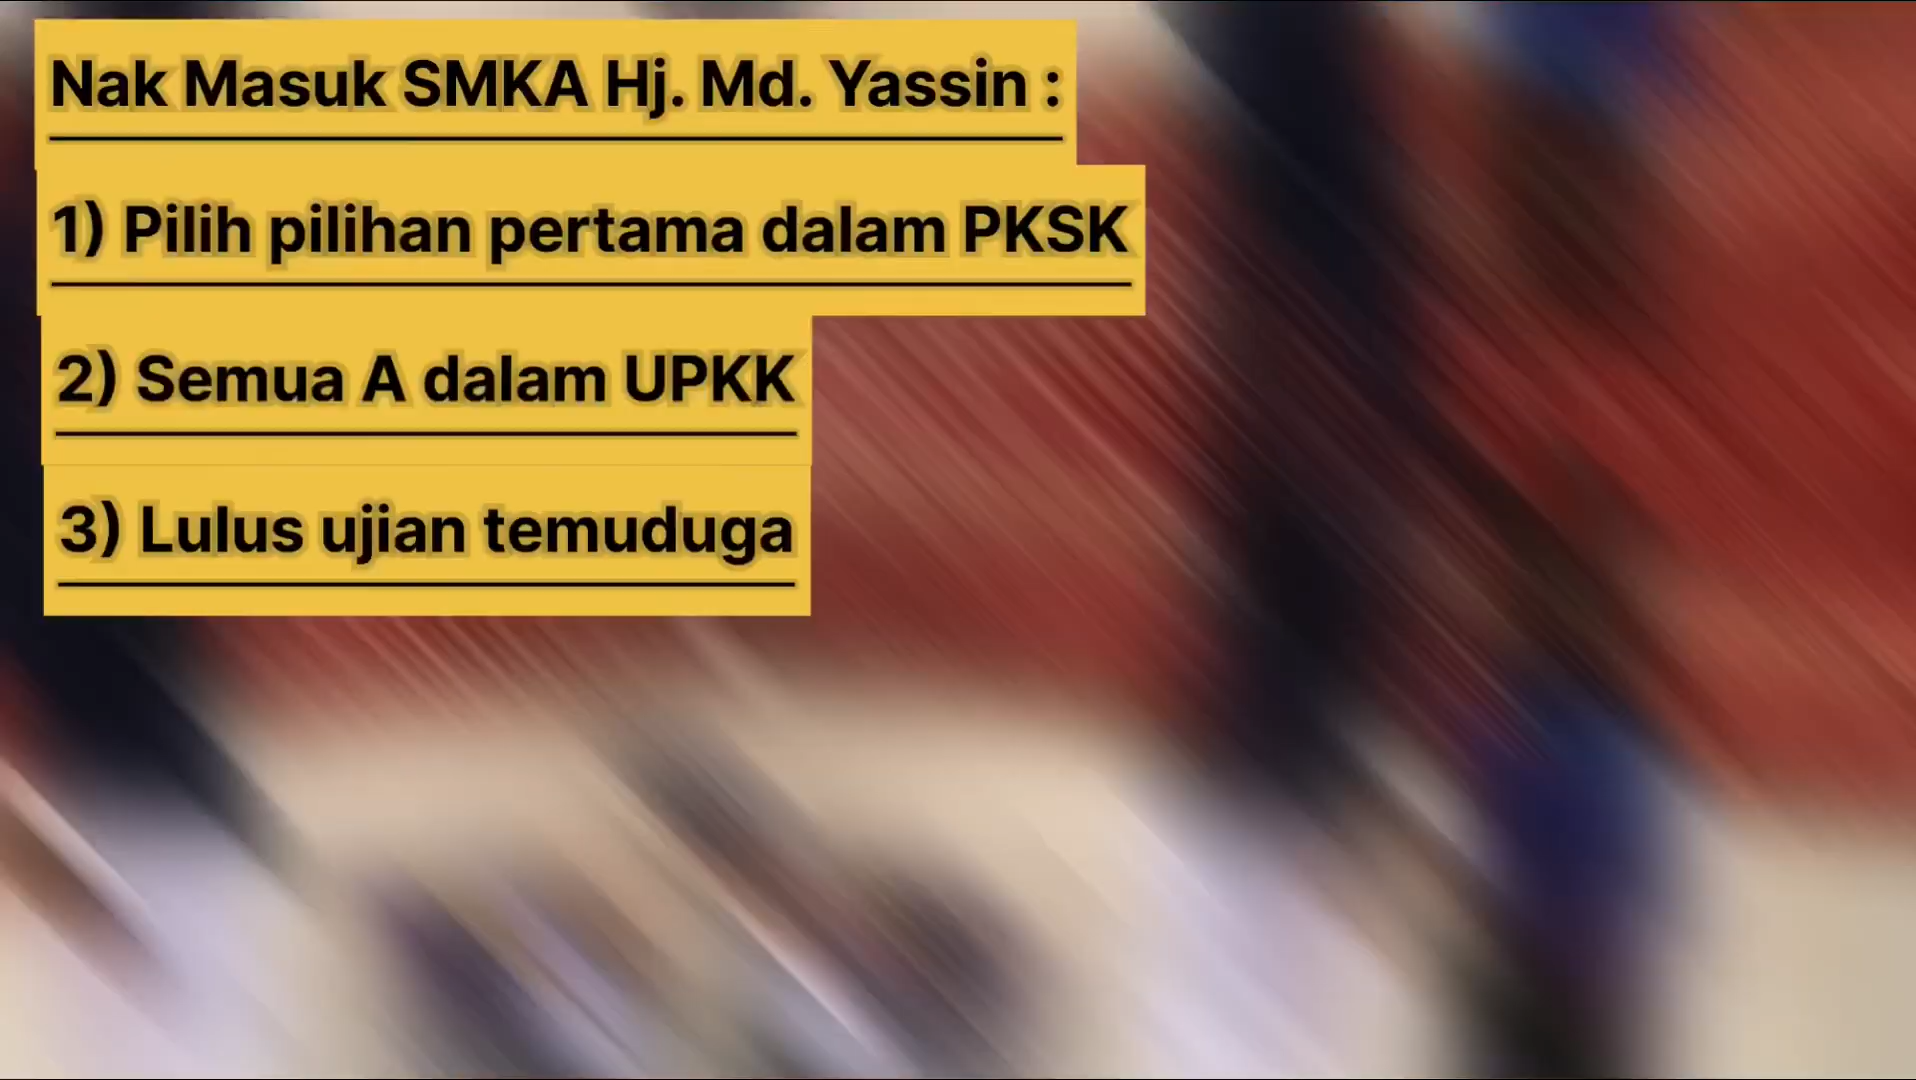 Nak Masuk SMKA Hj. Md. Yassin :
1) Pilih pilihan pertama dalam PKSK
2) Semua A dalam UPKK
3) Lulus ujian temuduga